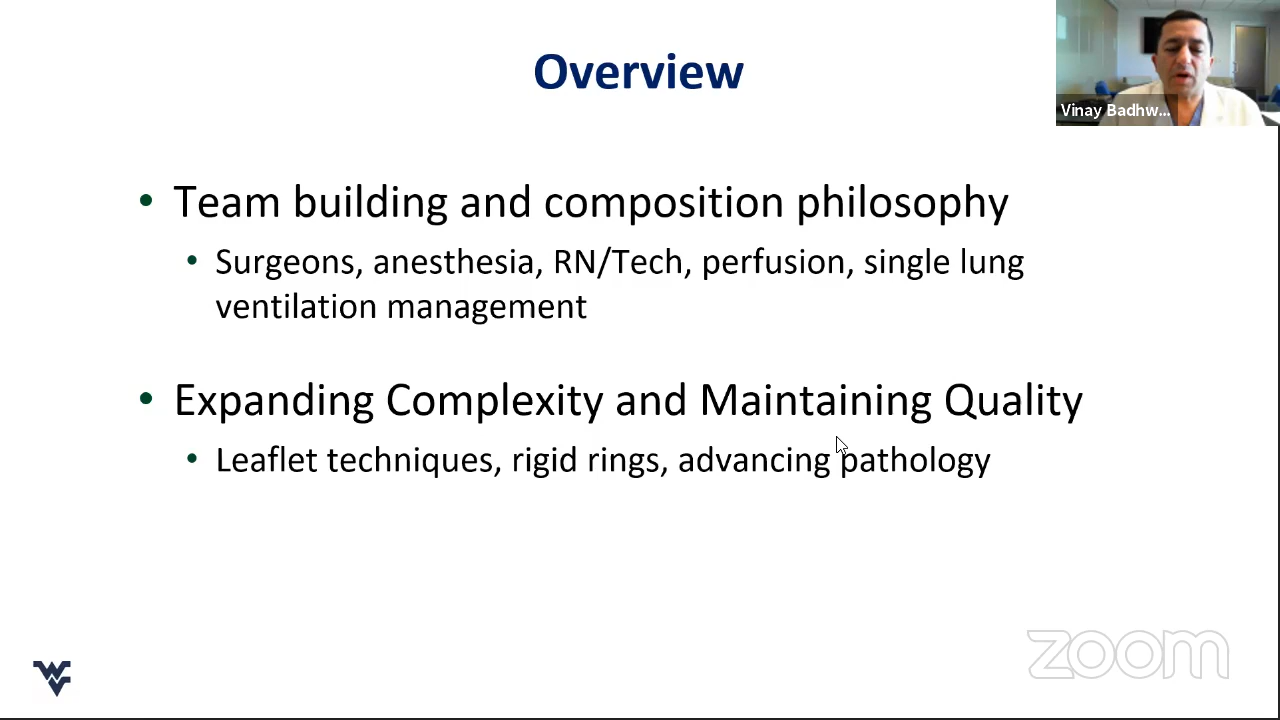 Overview
Vinay Badhw...
• Team building and composition philosophy
• Surgeons, anesthesia, RN/Tech, perfusion, single lung
ventilation management
• Expanding Complexity and Maintaining Quality
• Leaflet techniques, rigid rings, advancing pathology
zoom
WV